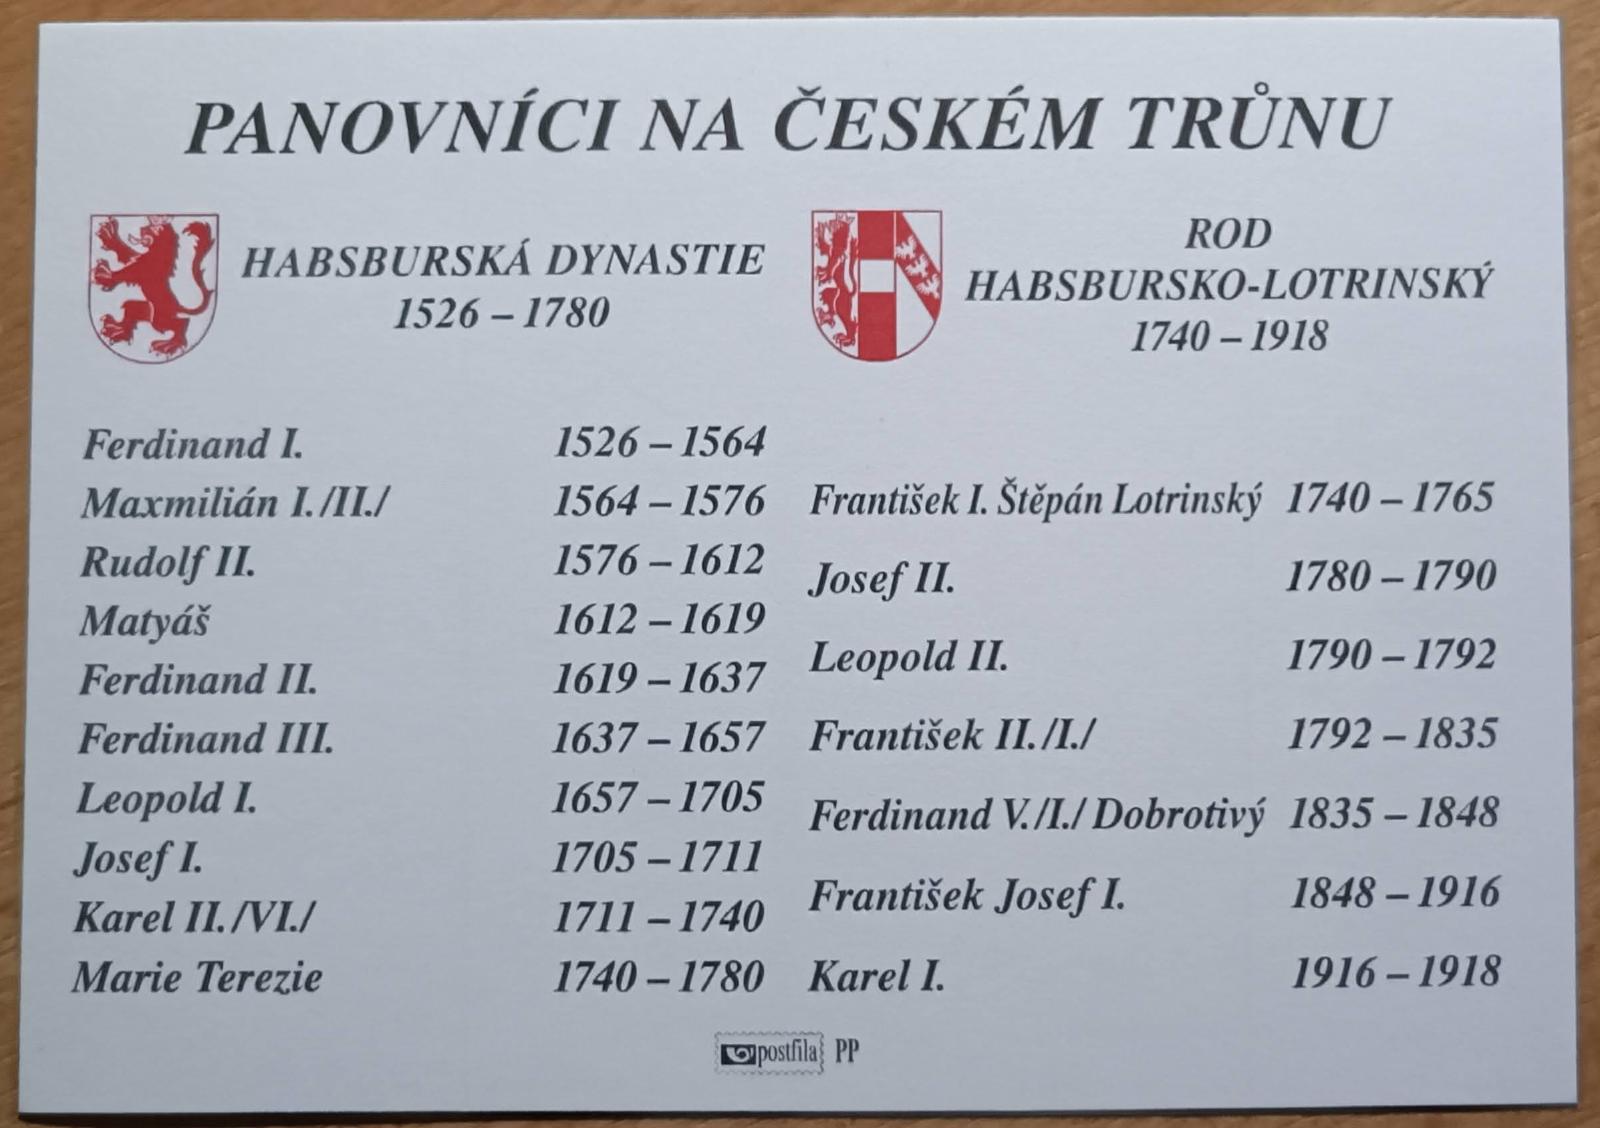 PANOVNÍCI NA ČESKÉM TRŮNU
HABSBURSKÁ DYNASTIE
1526 – 1780
Ferdinand I. 1526 – 1564
Maxmilián I./II./ 1564 – 1576
Rudolf II. 1576 – 1612
Matyáš 1612 – 1619
Ferdinand II. 1619 – 1637
Ferdinand III. 1637 – 1657
Leopold I. 1657 – 1705
Josef I. 1705 – 1711
Karel II./VI./ 1711 – 1740
Marie Terezie 1740 – 1780
ROD
HABSBURSKO-LOTRINSKÝ
1740 – 1918
František I. Štěpán Lotrinský 1740 – 1765
Josef II. 1780 – 1790
Leopold II. 1790 – 1792
František II./I./ 1792 – 1835
Ferdinand V./I./ Dobrotivý 1835 – 1848
František Josef I. 1848 – 1916
Karel I. 1916 – 1918
postfila PP